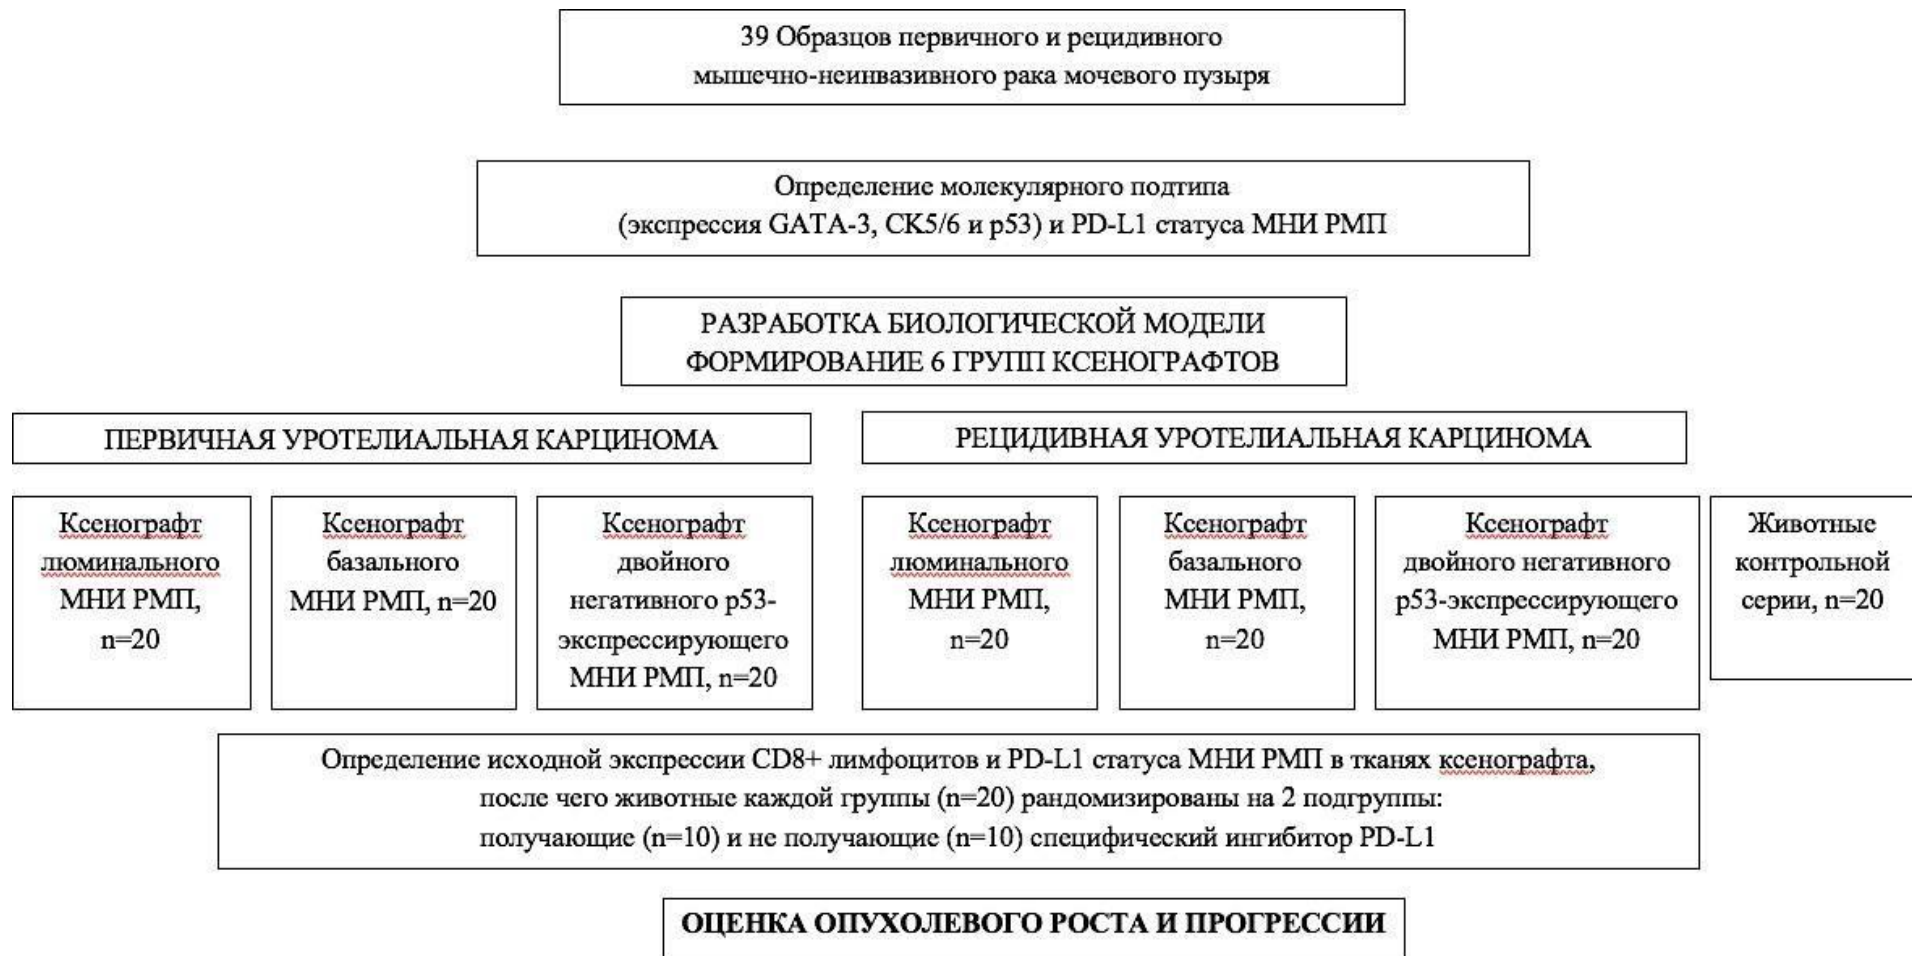 39 Образцов первичного и рецидивного
мышечно-неинвазивного рака мочевого пузыря
Определение молекулярного подтипа
(экспрессия GATA-3, CK5/6 и p53) и PD-L1 статуса МНИ РМП
РАЗРАБОТКА БИОЛОГИЧЕСКОЙ МОДЕЛИ
ФОРМИРОВАНИЕ 6 ГРУПП КСЕНОГРАФТОВ
ПЕРВИЧНАЯ УРОТЕЛИАЛЬНАЯ КАРЦИНОМА
РЕЦИДИВНАЯ УРОТЕЛИАЛЬНАЯ КАРЦИНОМА
Ксенографт
люминального
МНИ РМП,
n=20
Ксенографт
базального
МНИ РМП, n=20
Ксенографт
двойного
негативного p53-
экспрессирующего
МНИ РМП, n=20
Ксенографт
люминального
МНИ РМП,
n=20
Ксенографт
базального
МНИ РМП,
n=20
Ксенографт
двойного негативного
p53-экспрессирующего
МНИ РМП, n=20
Животные
контрольной
серии, n=20
Определение исходной экспрессии CD8+ лимфоцитов и PD-L1 статуса МНИ РМП в тканях ксенографта,
после чего животные каждой группы (n=20) рандомизированы на 2 подгруппы:
получающие (n=10) и не получающие (n=10) специфический ингибитор PD-L1
ОЦЕНКА ОПУХОЛЕВОГО РОСТА И ПРОГРЕССИИ